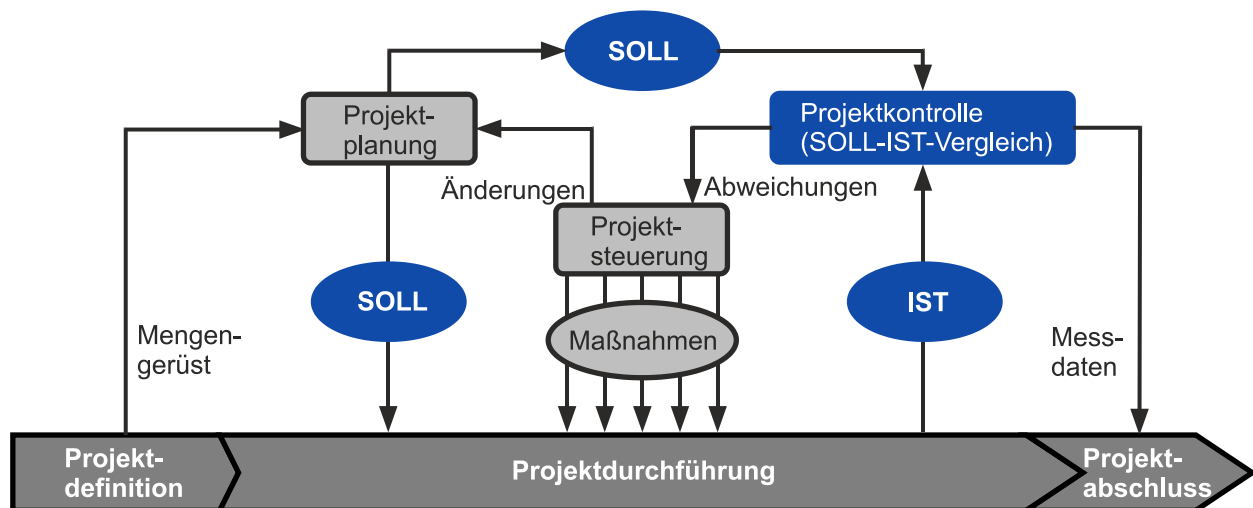 SOLL
Projekt-
planung
Projektkontrolle
(SOLL-IST-Vergleich)
Änderungen
Abweichungen
Projekt-
steuerung
SOLL
IST
Mengen-
gerüst
Maßnahmen
Mess-
daten
Projekt-
definition
Projektdurchführung
Projekt-
abschluss